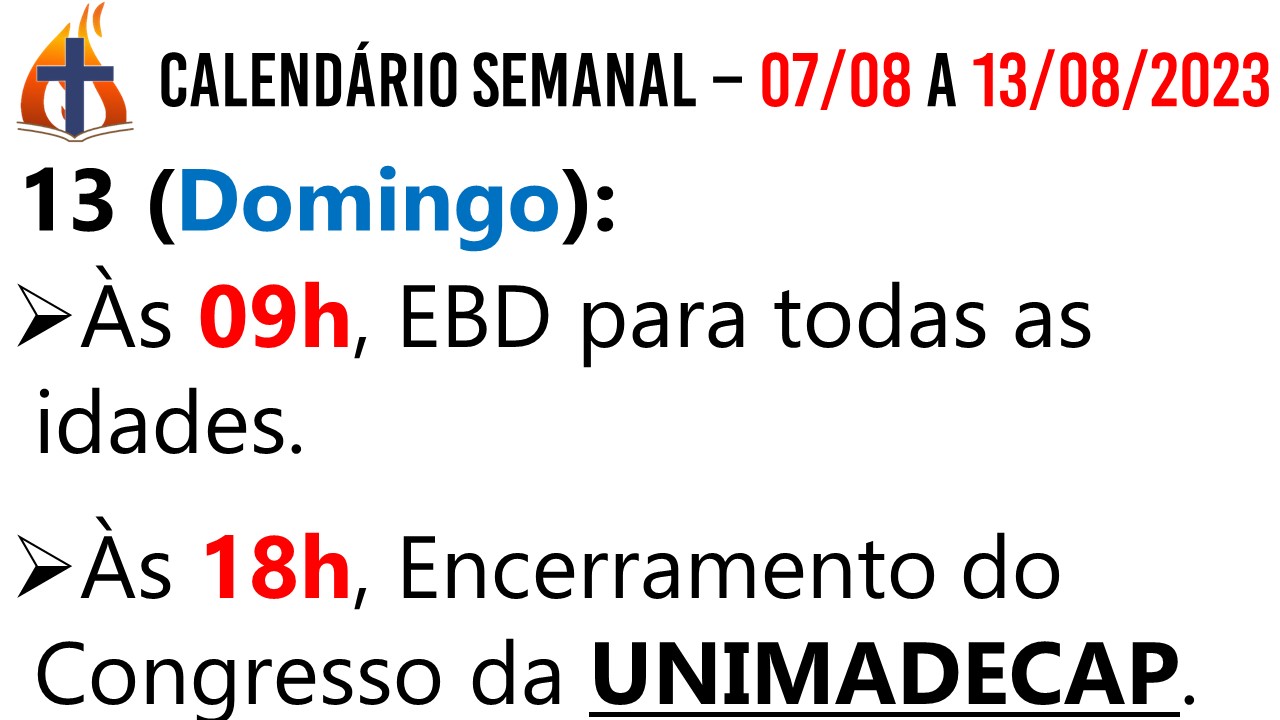 CALENDÁRIO SEMANAL – 07/08 A 13/08/2023
13 (Domingo):
➢Às 09h, EBD para todas as
idades.
➢Às 18h, Encerramento do
Congresso da UNIMADECAP.